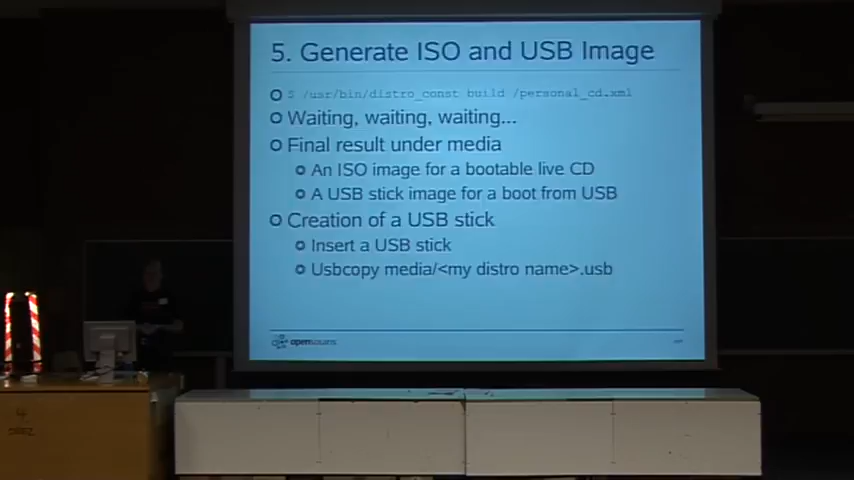 5. Generate ISO and USB Image
$ /usr/bin/distro_const build /personal_cd.xml
Waiting, waiting, waiting...
Final result under media
An ISO image for a bootable live CD
A USB stick image for a boot from USB
Creation of a USB stick
Insert a USB stick
Usbcopy media/<my distro name>.usb
opensolaris